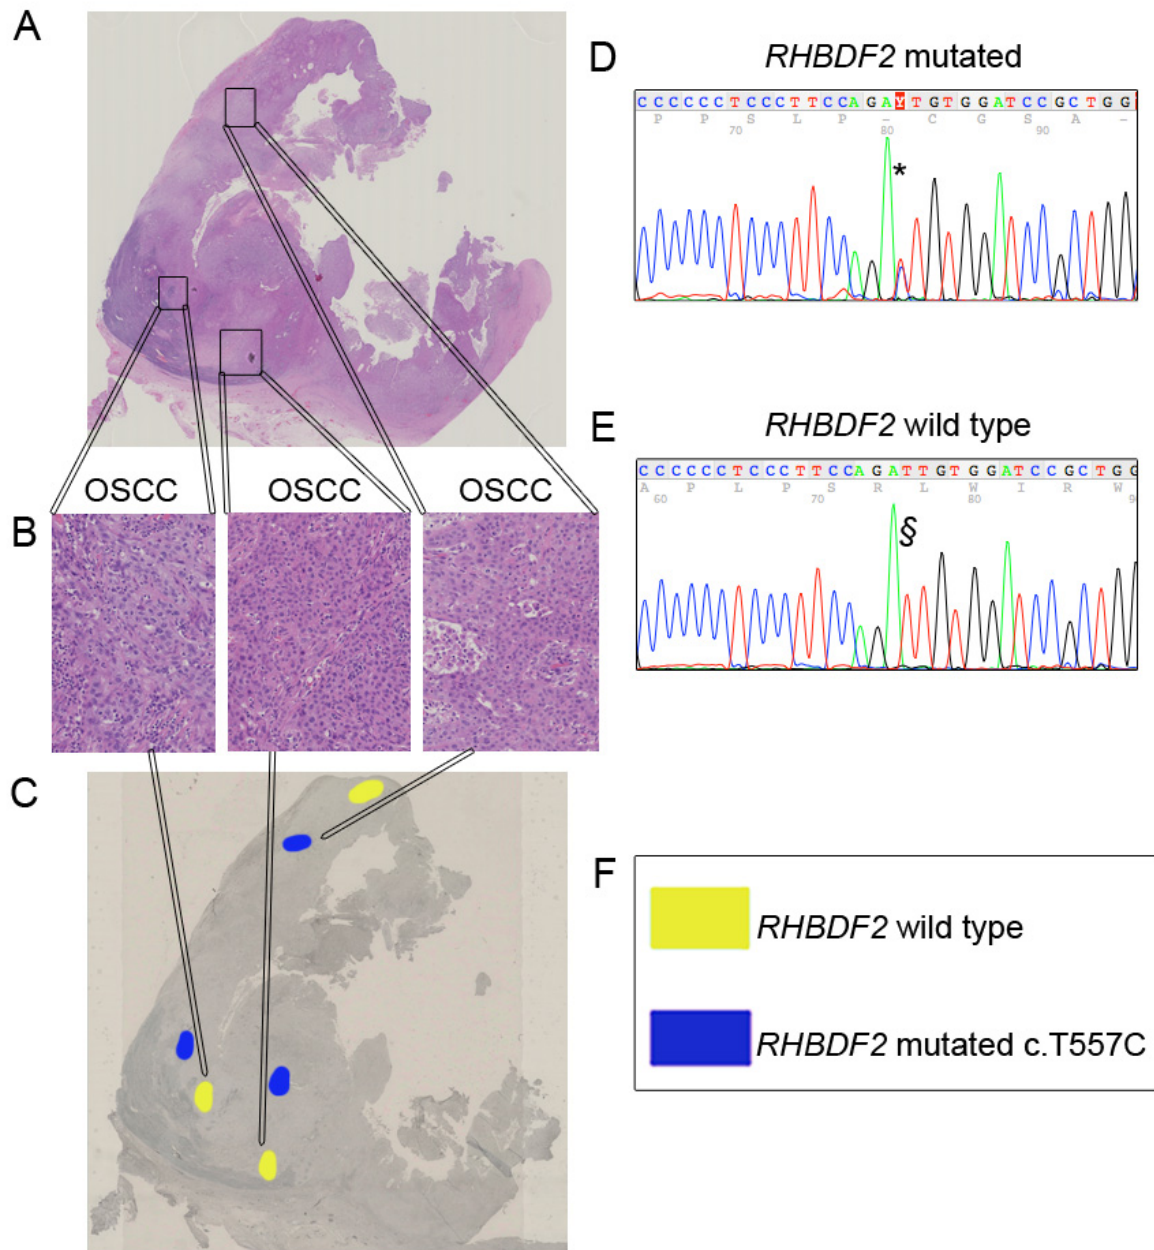 A
OSCC
OSCC
OSCC
B
C
D
RHBDF2 mutated
CCCCCCTCCCTTCCAGAYTGTGGATCCGCTGG
P P S L P - C G S A -
70 80 90
*
E
RHBDF2 wild type
CCCCCCTCCCTTCCAGATTGTGGATCCGCTGG
A P L P S R L W I R W
60 70 80 90
§
F
RHBDF2 wild type
RHBDF2 mutated c.T557C